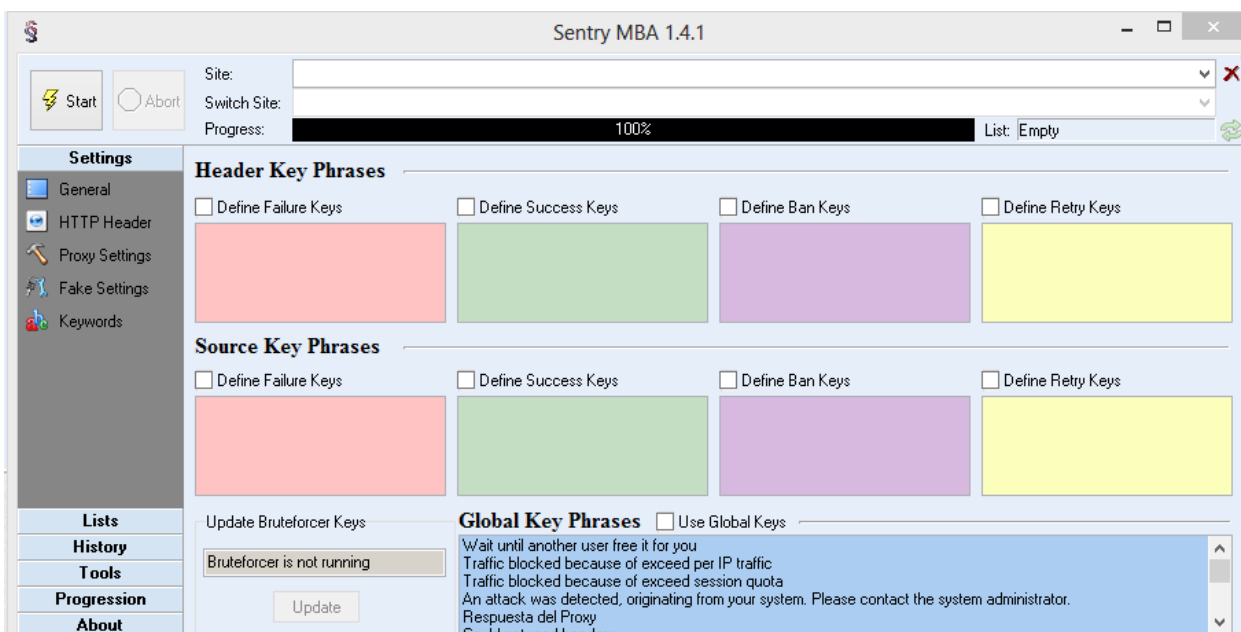 Sentry MBA 1.4.1
Start
Abort
Site:
Switch Site:
Progress:
100%
List: Empty
Settings
General
HTTP Header
Proxy Settings
Fake Settings
Keywords
Lists
History
Tools
Progression
About
Header Key Phrases
Define Failure Keys
Define Success Keys
Define Ban Keys
Define Retry Keys
Source Key Phrases
Define Failure Keys
Define Success Keys
Define Ban Keys
Define Retry Keys
Update Bruteforcer Keys
Bruteforcer is not running
Update
Global Key Phrases
Use Global Keys
Wait until another user free it for you
Traffic blocked because of exceed per IP traffic
Traffic blocked because of exceed session quota
An attack was detected, originating from your system. Please contact the system administrator.
Respuesta del Proxy